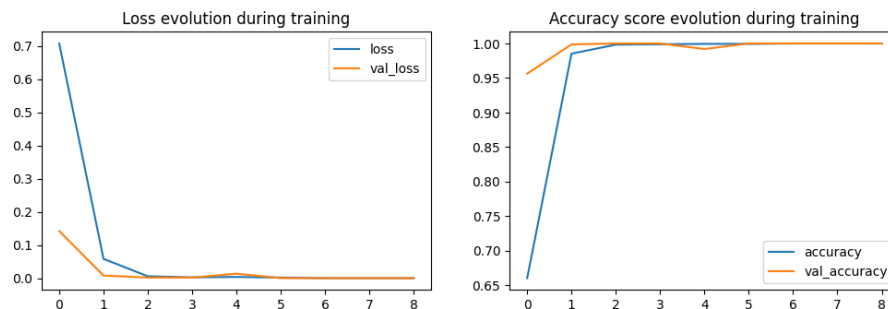 Loss evolution during training
0.7
0.6
0.5
0.4
0.3
0.2
0.1
0.0
0 1 2 3 4 5 6 7 8
loss
val_loss
Accuracy score evolution during training
1.00
0.95
0.90
0.85
0.80
0.75
0.70
0.65
0 1 2 3 4 5 6 7 8
accuracy
val_accuracy